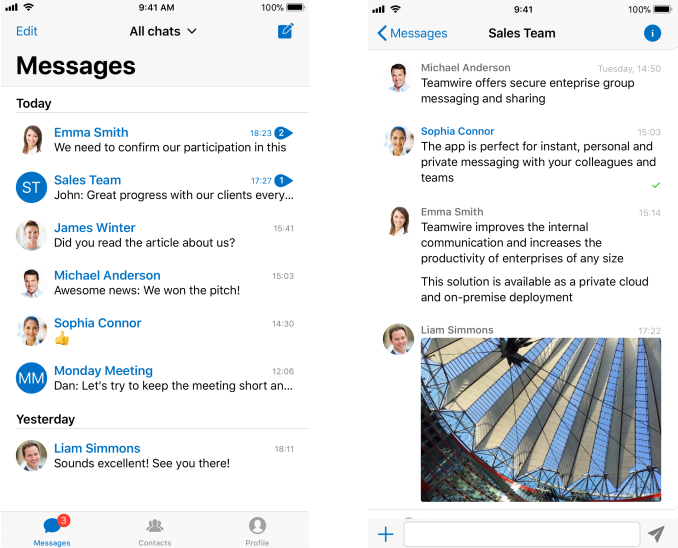 9:41 AM
100%
Edit
All chats
Messages
Today
Emma Smith
18:23
2
We need to confirm our participation in this
ST
Sales Team
17:27
1
John: Great progress with our clients every...
James Winter
15:41
Did you read the article about us?
Michael Anderson
15:03
Awesome news: We won the pitch!
Sophia Connor
14:30
👍
MM
Monday Meeting
12:06
Dan: Let's try to keep the meeting short an...
Yesterday
Liam Simmons
18:11
Sounds excellent! See you there!
3
Messages
Contacts
Profile
9:41
100%
Messages
Sales Team
i
Michael Anderson
Tuesday, 14:50
Teamwire offers secure enteprise group
messaging and sharing
Sophia Connor
15:03
The app is perfect for instant, personal and
private messaging with your colleagues and
teams
Emma Smith
15:14
Teamwire improves the internal
communication and increases the
productivity of enterprises of any size
This solution is available as a private cloud
and on-premise deployment
Liam Simmons
17:22